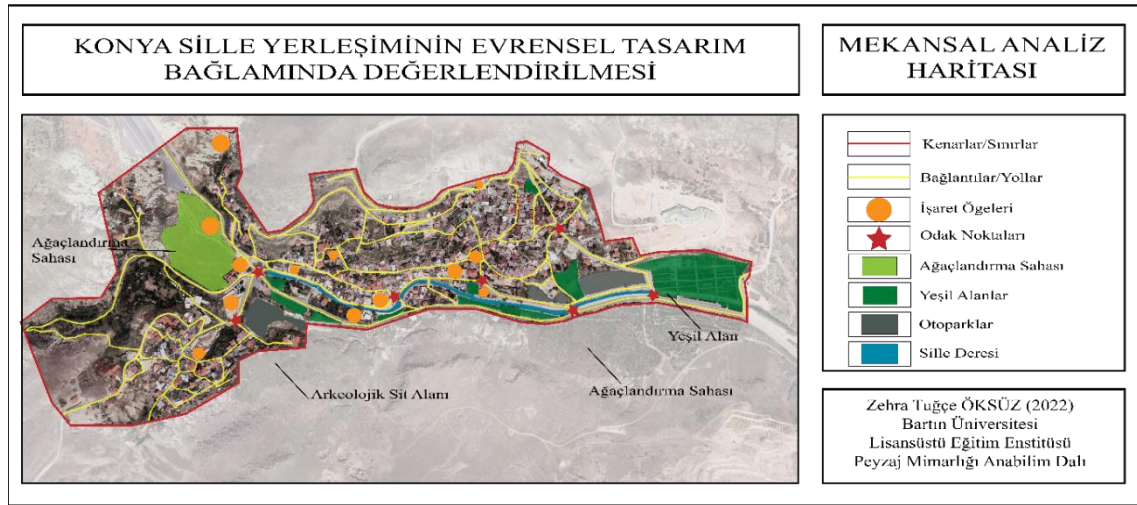 KONYA SİLLE YERLEŞİMİNİN EVRENSEL TASARIM
BAĞLAMINDA DEĞERLENDİRİLMESİ
MEKANSAL ANALİZ
HARİTASI
Ağaçlandırma
Sahası
Arkeolojik Sit Alanı
Ağaçlandırma Sahası
Yeşil Alan
Kenarlar/Sınırlar
Bağlantılar/Yollar
İşaret Ögeleri
Odak Noktaları
Ağaçlandırma Sahası
Yeşil Alanlar
Otoparklar
Sille Deresi
Zehra Tuğçe ÖKSÜZ (2022)
Bartın Üniversitesi
Lisansüstü Eğitim Enstitüsü
Peyzaj Mimarlığı Anabilim Dalı